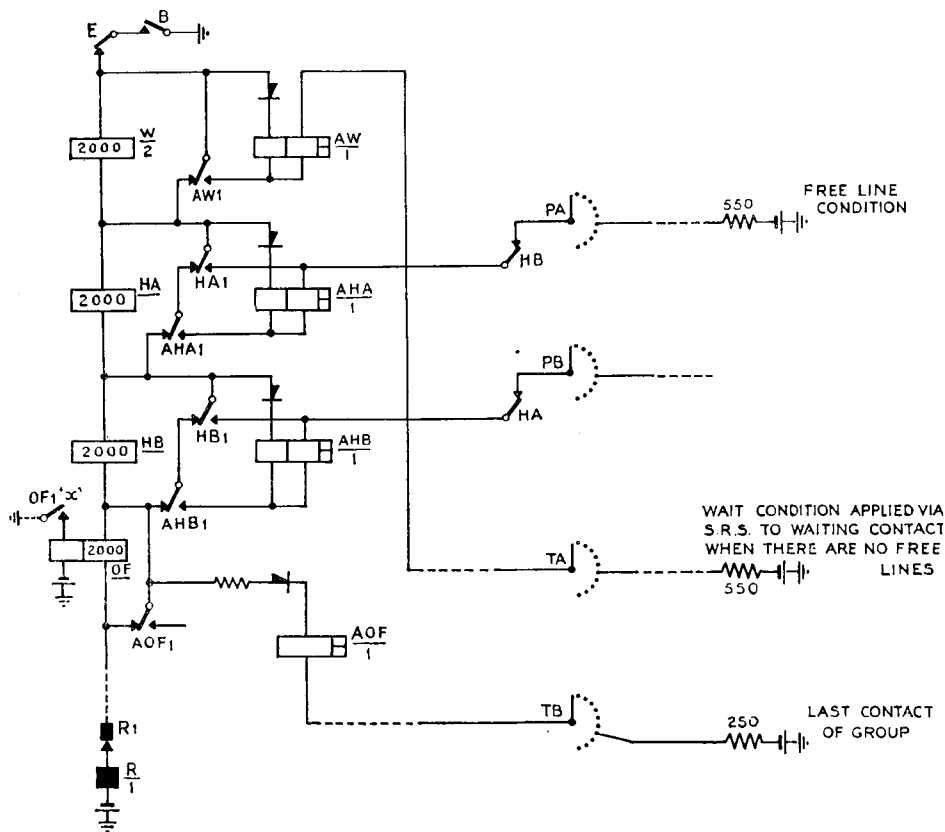 E
B
2000
W
2
AW
1
AW1
PA
550
FREE LINE
CONDITION
HB
HA1
2000
HA
AHA
1
AHA1
PB
HA
HB1
2000
HB
AHB
1
AHB1
OF1 'x'
2000
OF
WAIT CONDITION APPLIED VIA
S.R.S. TO WAITING CONTACT
WHEN THERE ARE NO FREE
LINES
TA
550
AOF1
AOF
1
TB
250
LAST CONTACT
OF GROUP
R1
R
1